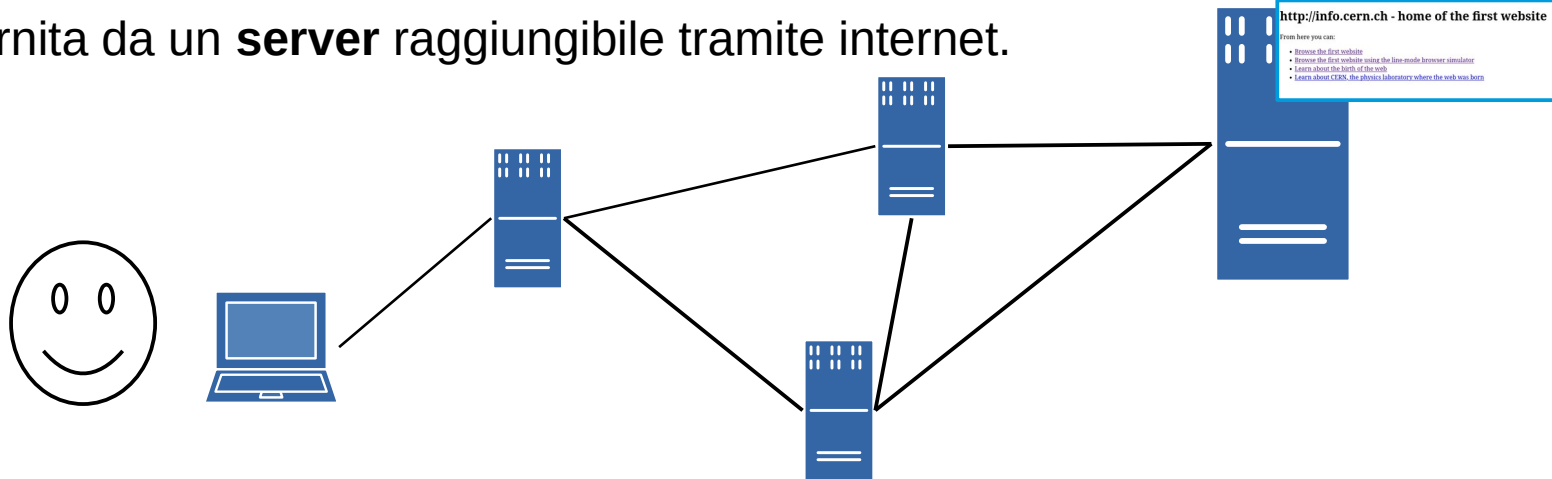 rnita da un server raggiungibile tramite internet.
http://info.cern.ch - home of the first website
From here you can:
Browse the first website
Browse the first website using the line-mode browser simulator
Learn about the birth of the web
Learn about CERN, the physics laboratory where the web was born